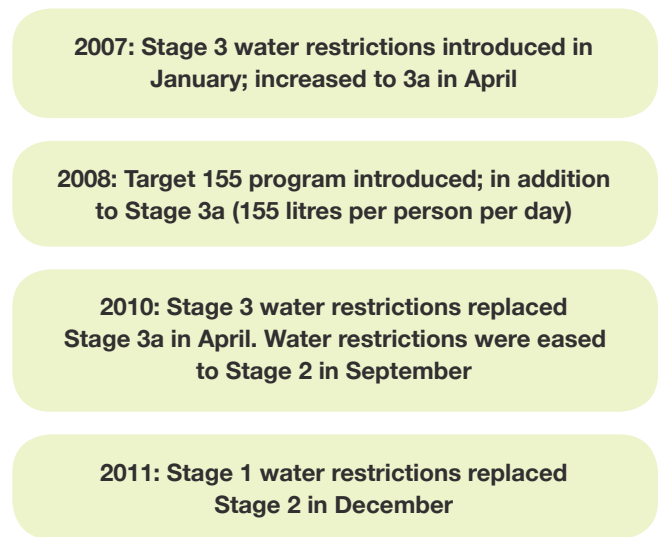 2007: Stage 3 water restrictions introduced in
January; increased to 3a in April
2008: Target 155 program introduced; in addition
to Stage 3a (155 litres per person per day)
2010: Stage 3 water restrictions replaced
Stage 3a in April. Water restrictions were eased
to Stage 2 in September
2011: Stage 1 water restrictions replaced
Stage 2 in December